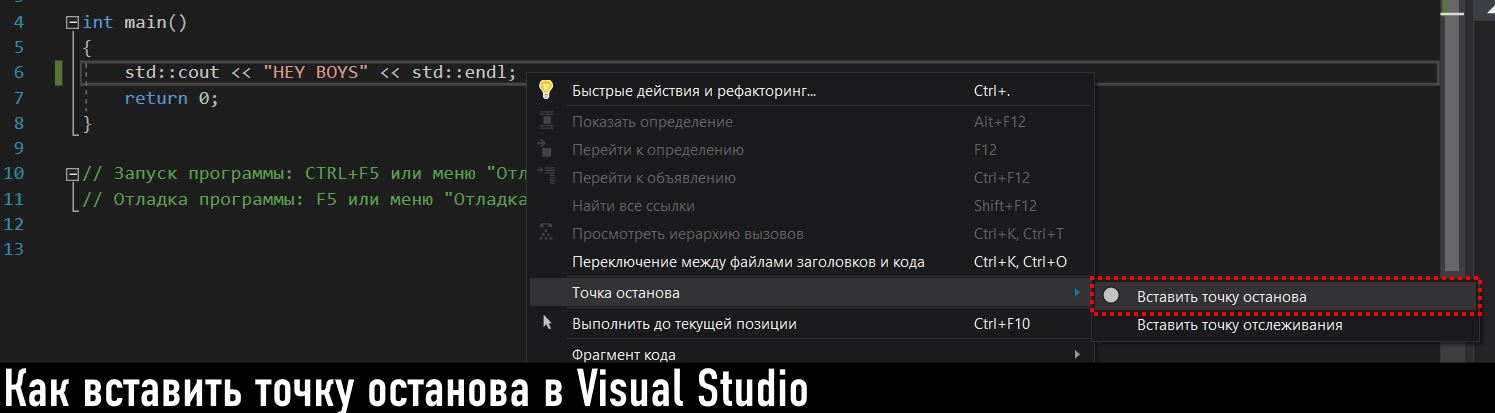 4 int main()
5 {
6 std::cout << "HEY BOYS" << std::endl;
7 return 0;
8 }
9
10 // Запуск программы: CTRL+F5 или меню "Отл
11 // Отладка программы: F5 или меню "Отладка
12
13
Быстрые действия и рефакторинг... Ctrl+.
Показать определение Alt+F12
Перейти к определению F12
Перейти к объявлению Ctrl+F12
Найти все ссылки Shift+F12
Просмотреть иерархию вызовов Ctrl+K, Ctrl+T
Переключение между файлами заголовков и кода Ctrl+K, Ctrl+O
Точка останова
Вставить точку останова
Вставить точку отслеживания
Выполнить до текущей позиции Ctrl+F10
Фрагмент кода
Как вставить точку останова в Visual Studio